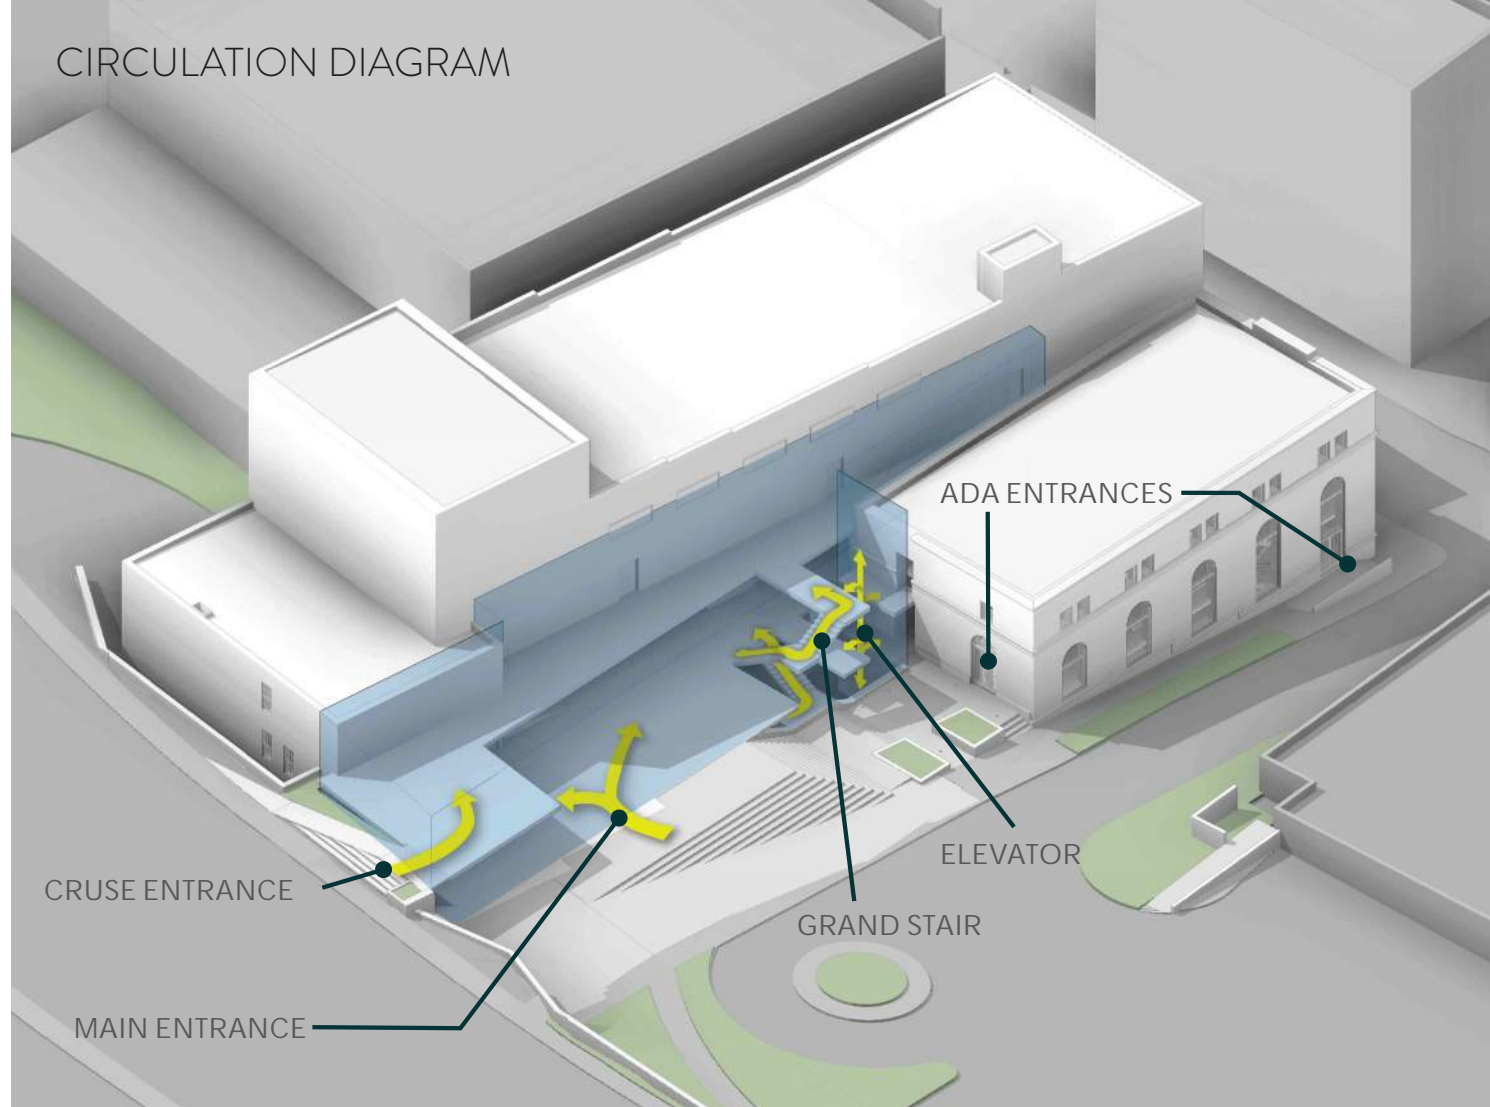 CIRCULATION DIAGRAM
ADA ENTRANCES
ELEVATOR
CRUSE ENTRANCE
GRAND STAIR
MAIN ENTRANCE